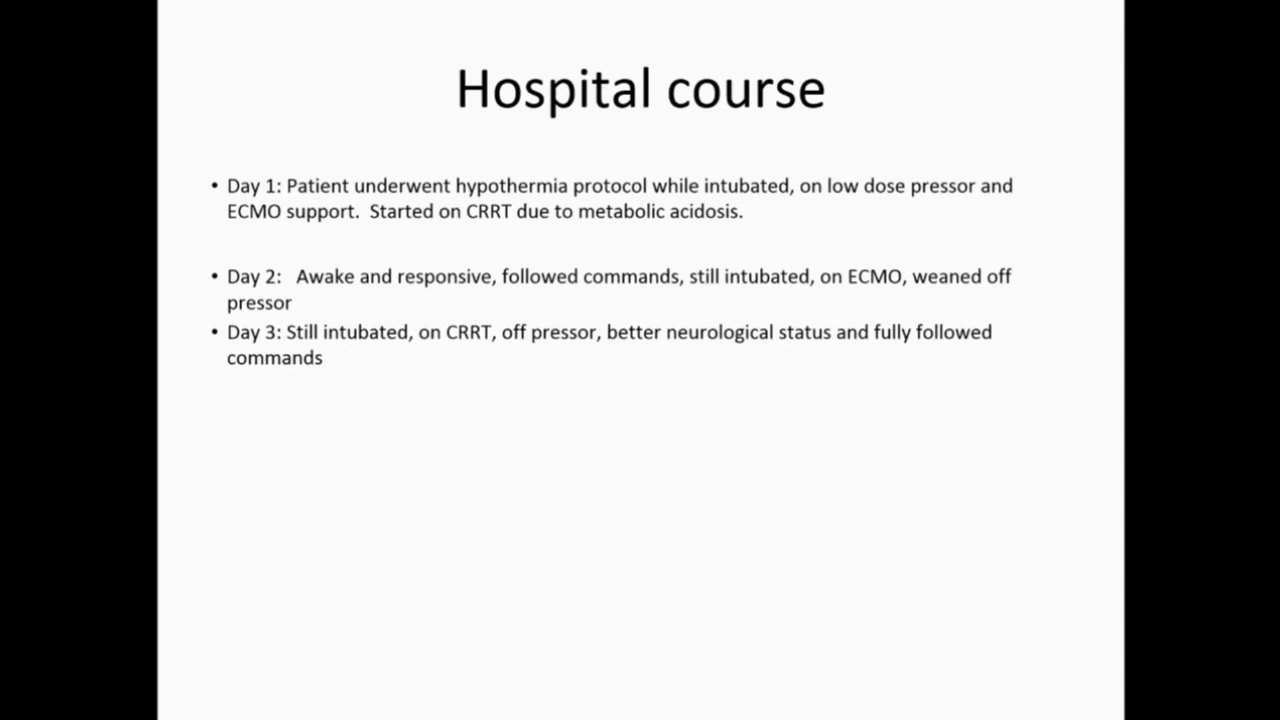 Hospital course
• Day 1: Patient underwent hypothermia protocol while intubated, on low dose pressor and
ECMO support.  Started on CRRT due to metabolic acidosis.
• Day 2:   Awake and responsive, followed commands, still intubated, on ECMO, weaned off
pressor
• Day 3: Still intubated, on CRRT, off pressor, better neurological status and fully followed
commands